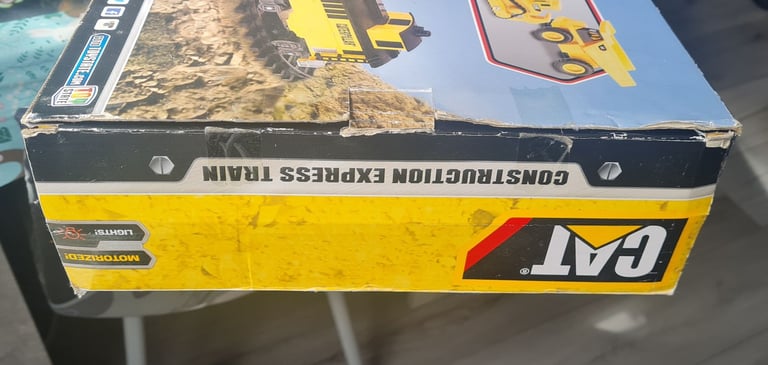 CONSTRUCTION EXPRESS TRAIN
CAT®
LIGHTS!
MOTORIZED!